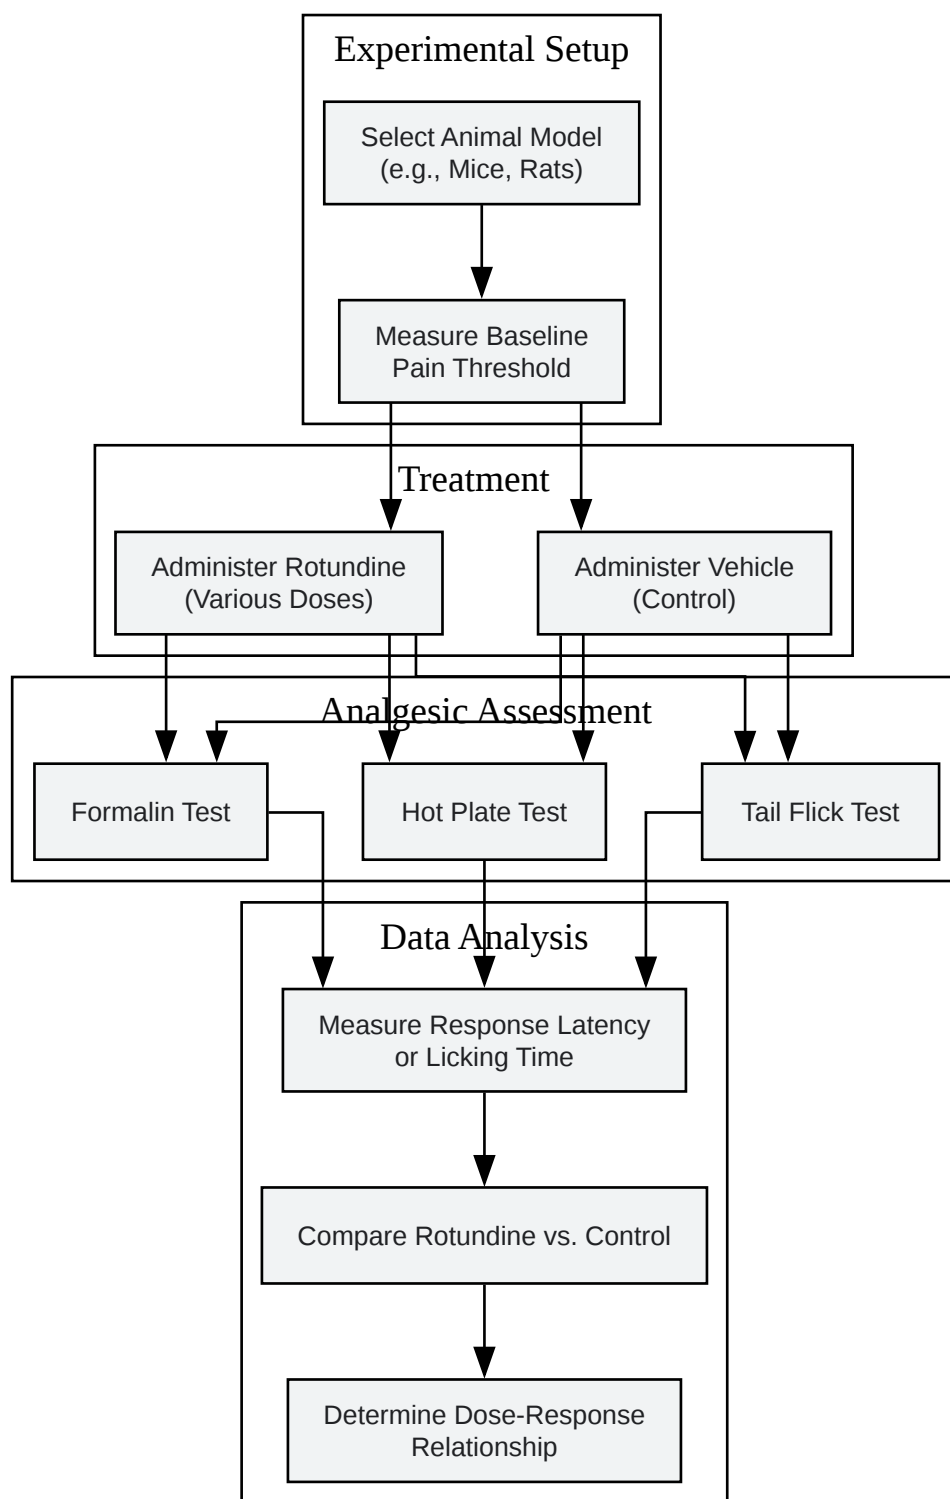 Experimental Setup
Select Animal Model
(e.g., Mice, Rats)
Measure Baseline
Pain Threshold
Treatment
Administer Rotundine
(Various Doses)
Administer Vehicle
(Control)
Analgesic Assessment
Formalin Test
Hot Plate Test
Tail Flick Test
Data Analysis
Measure Response Latency
or Licking Time
Compare Rotundine vs. Control
Determine Dose-Response
Relationship